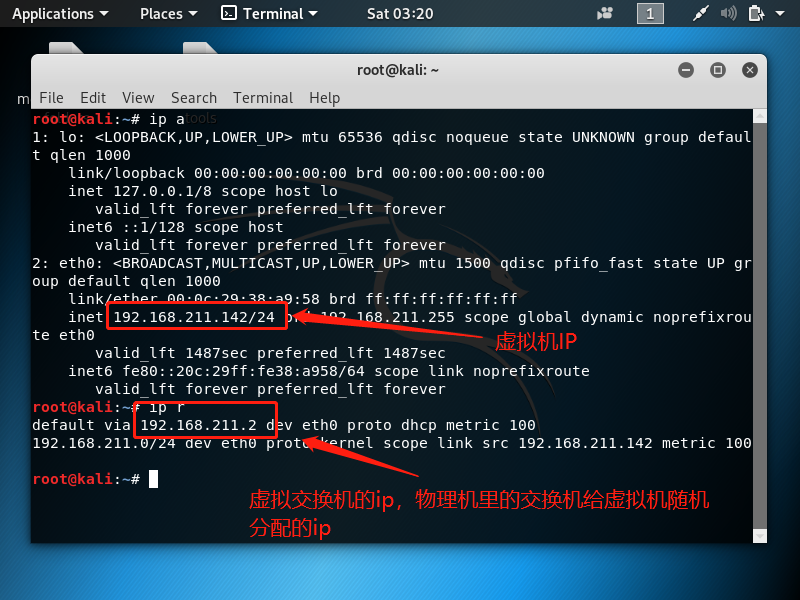 Applications Places Terminal Sat 03:20 1
root@kali: ~
m File Edit View Search Terminal Help
root@kali:~# ip a
tools
1: lo: <LOOPBACK,UP,LOWER_UP> mtu 65536 qdisc noqueue state UNKNOWN group defaul
t qlen 1000
link/loopback 00:00:00:00:00:00 brd 00:00:00:00:00:00
inet 127.0.0.1/8 scope host lo
valid_lft forever preferred_lft forever
inet6 ::1/128 scope host
valid_lft forever preferred_lft forever
2: eth0: <BROADCAST,MULTICAST,UP,LOWER_UP> mtu 1500 qdisc pfifo_fast state UP gr
oup default qlen 1000
link/ether 00:0c:29:38:a9:58 brd ff:ff:ff:ff:ff:ff
inet 192.168.211.142/24 brd 192.168.211.255 scope global dynamic noprefixrou
te eth0
虚拟机IP
valid_lft 1487sec preferred_lft 1487sec
inet6 fe80::20c:29ff:fe38:a958/64 scope link noprefixroute
valid_lft forever preferred_lft forever
root@kali:~# ip r
default via 192.168.211.2 dev eth0 proto dhcp metric 100
192.168.211.0/24 dev eth0 proto kernel scope link src 192.168.211.142 metric 100
root@kali:~#
虚拟交换机的ip，物理机里的交换机给虚拟机随机
分配的ip